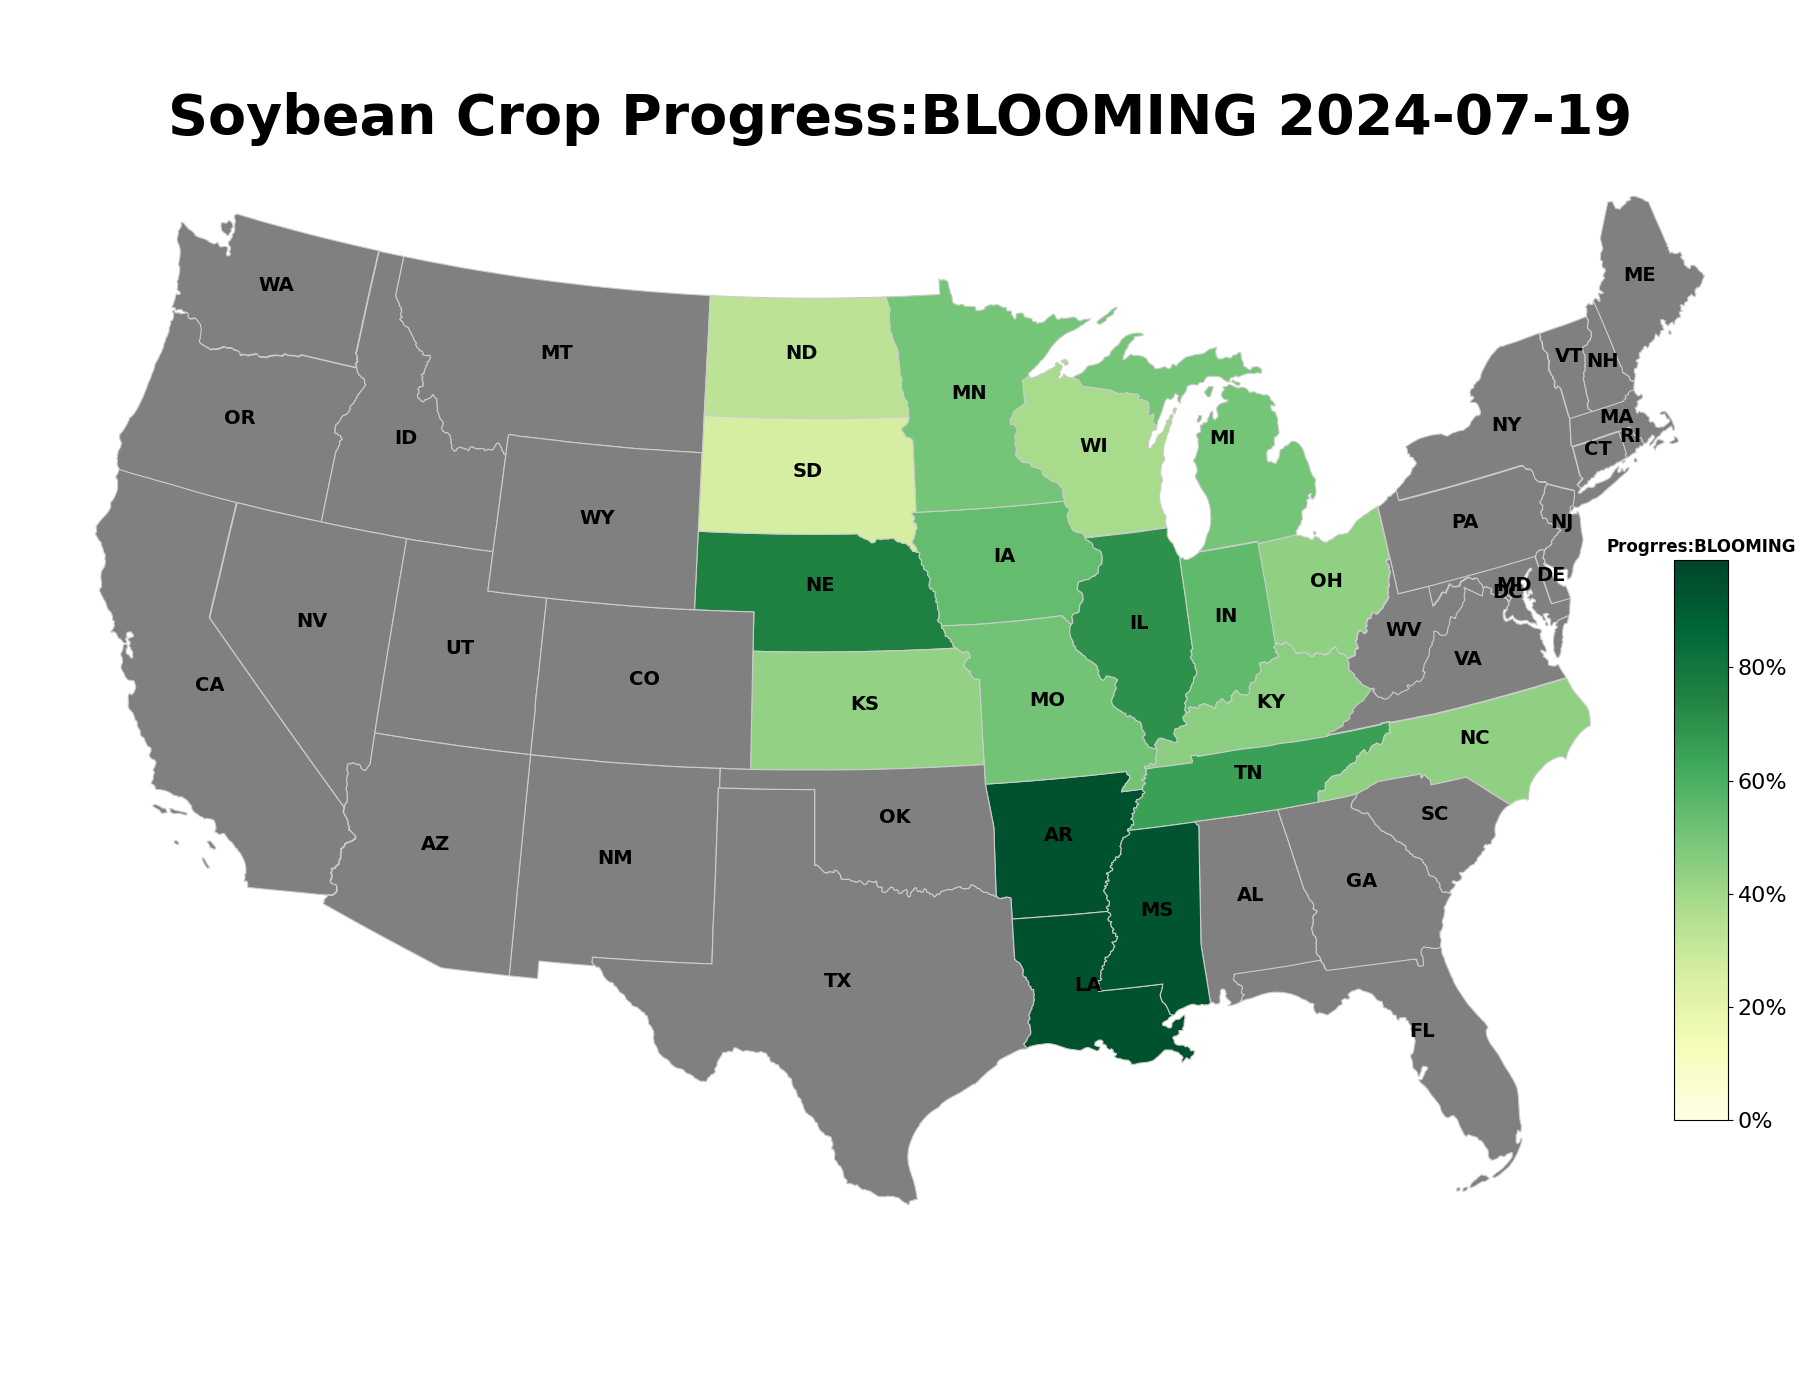 Soybean Crop Progress:BLOOMING 2024-07-19
ME
WA
VT
NH
MT
ND
MN
OR
ID
MA
NY
RI
WI
MI
CT
SD
WY
PA
NJ
Progrres:BLOOMING
IA
DE
OH
NE
MD
DC
IN
NV
IL
WV
UT
VA
80%
CO
CA
KY
KS
MO
NC
TN
60%
SC
OK
AR
AZ
NM
GA
AL
40%
MS
TX
LA
20%
FL
0%